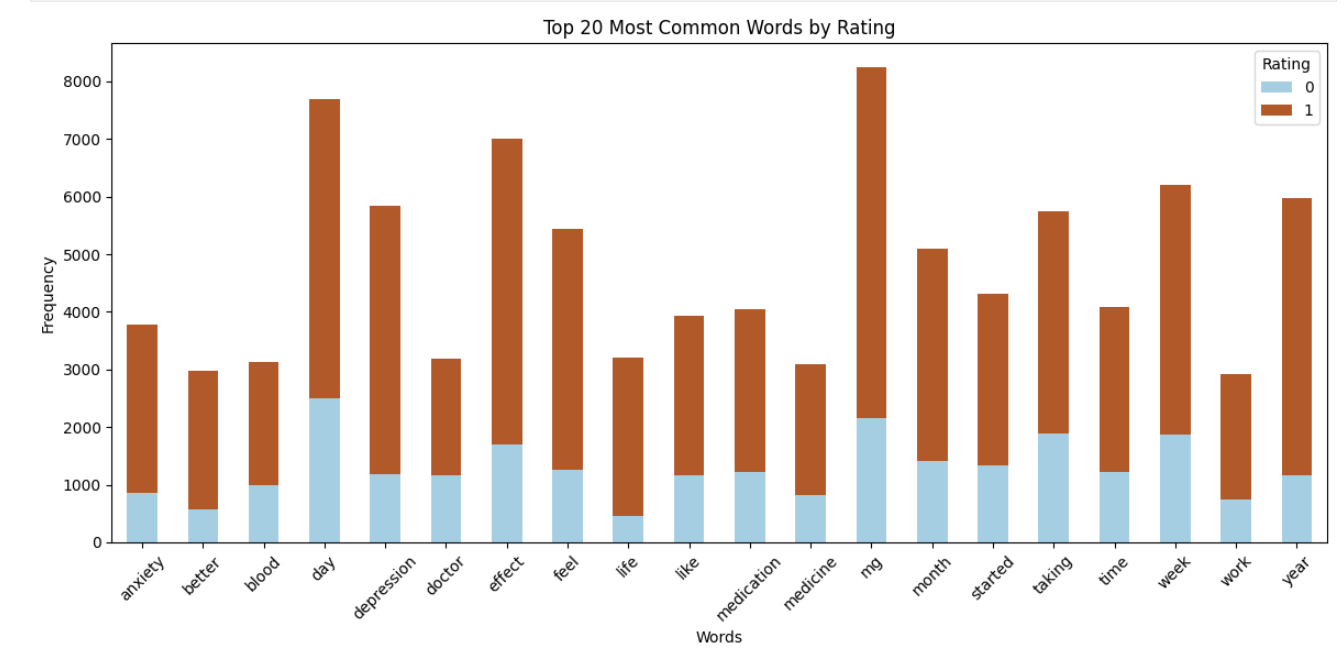 Top 20 Most Common Words by Rating
Rating
0
1
8000
7000
6000
5000
4000
3000
2000
1000
0
Frequency
anxiety
better
blood
day
depression
doctor
effect
feel
life
like
medication
medicine
mg
month
started
taking
time
week
work
year
Words